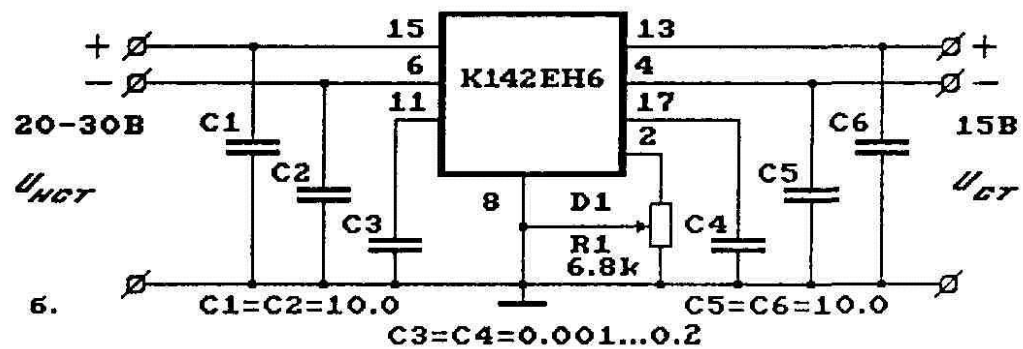 15
13
+
+
6
K142EH6
4
−
−
11
17
20-30В
C1
2
C6
15В
C2
C5
Uнст
8
D1
Uст
C3
R1
C4
6.8k
б.
C1=C2=10.0
C5=C6=10.0
C3=C4=0.001...0.2